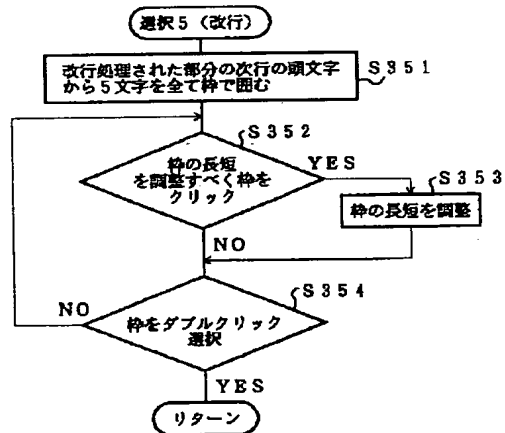 選択5（改行）
改行処理された部分の次行の頭文字
から5文字を全て枠で囲む
S351
S352
枠の長短
を調整すべく枠を
クリック
YES
S353
枠の長短を調整
NO
S354
NO
枠をダブルクリック
選択
YES
リターン